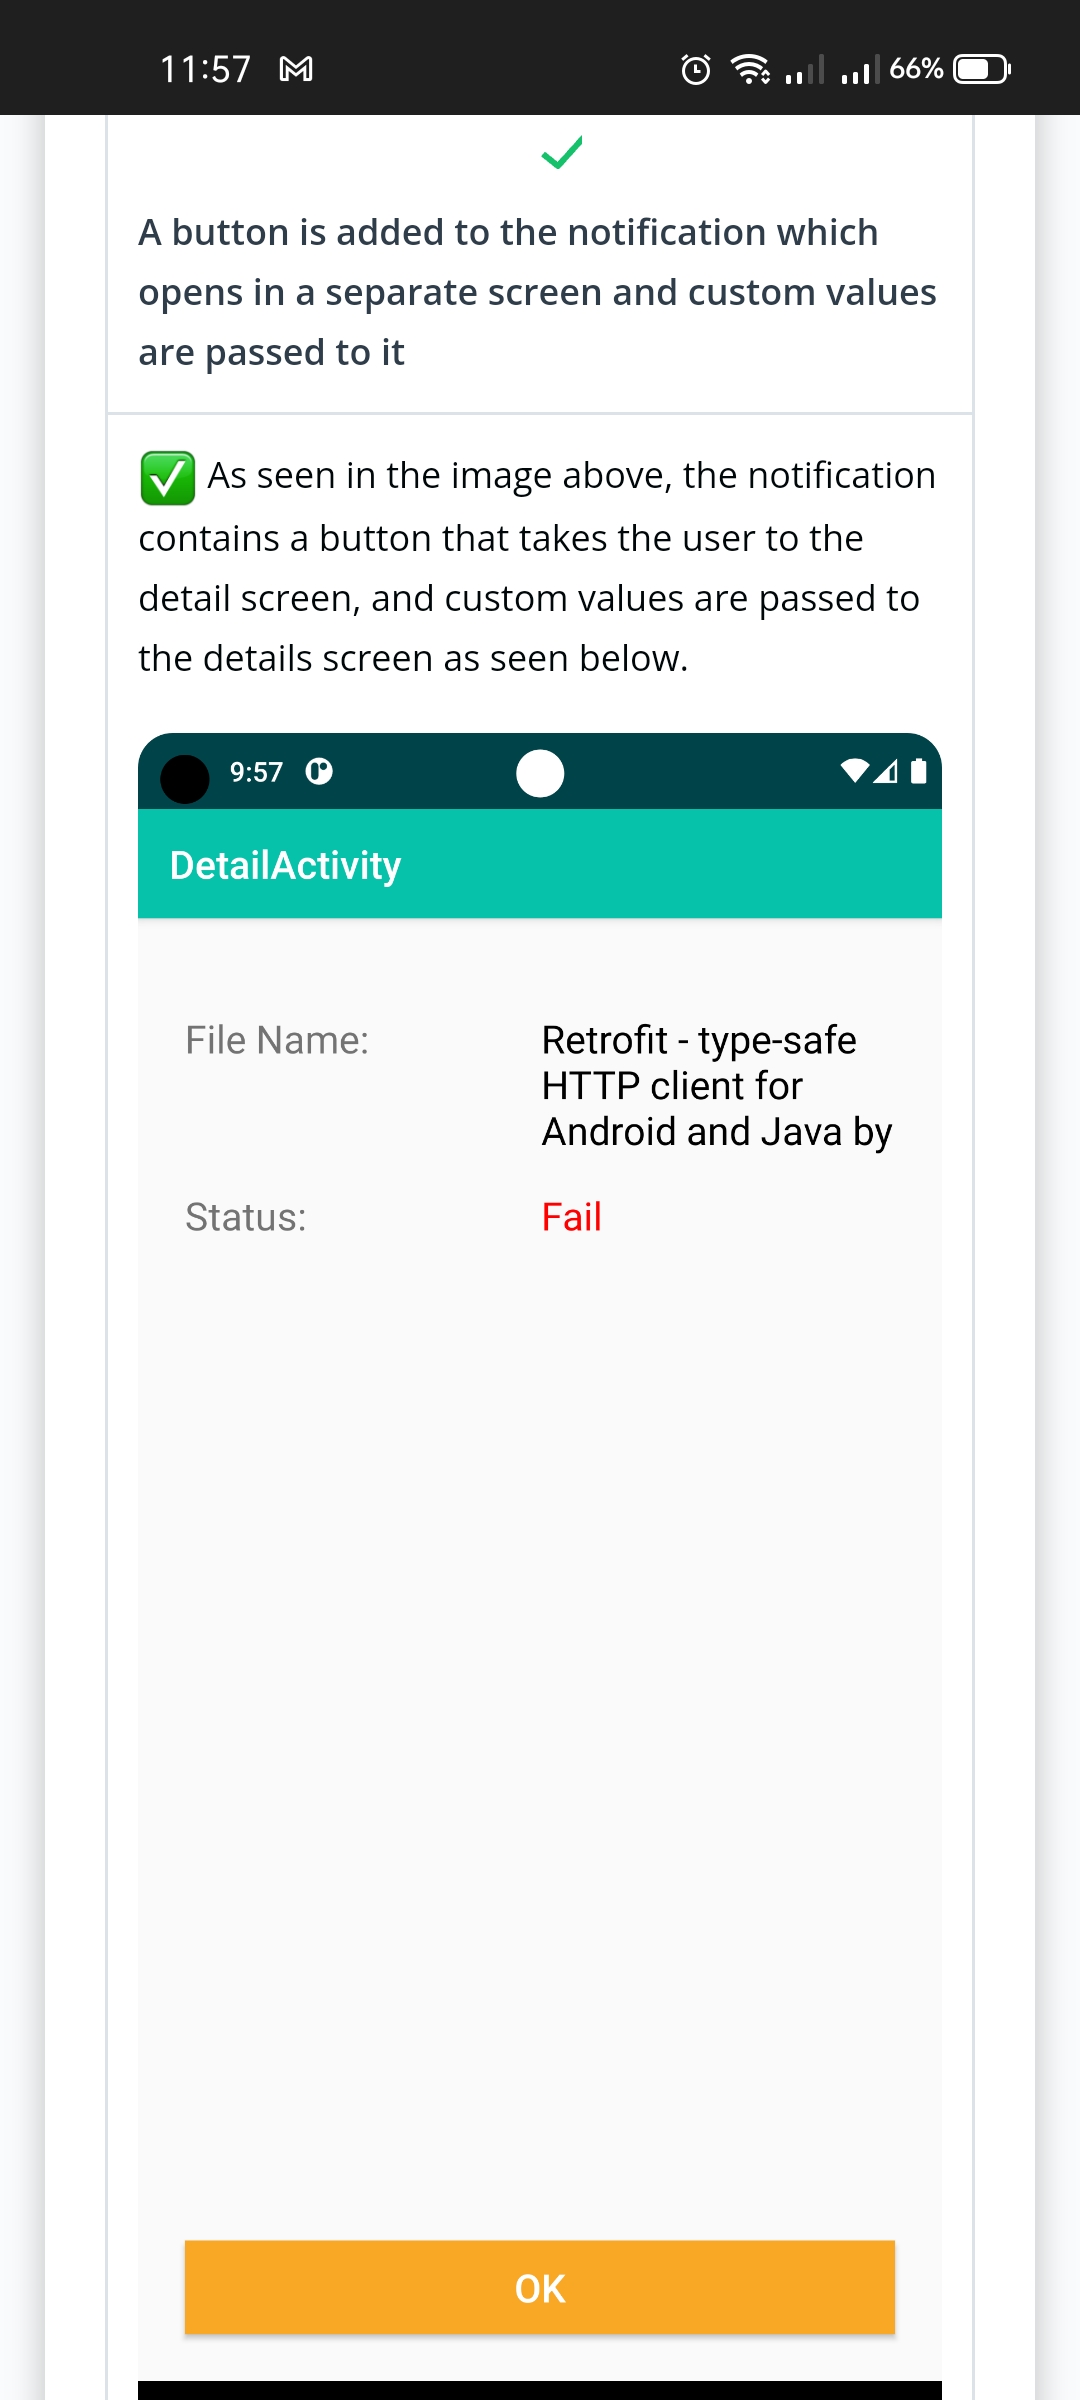 11:57
66%
A button is added to the notification which
opens in a separate screen and custom values
are passed to it
As seen in the image above, the notification
contains a button that takes the user to the
detail screen, and custom values are passed to
the details screen as seen below.
9:57
DetailActivity
File Name: Retrofit - type-safe
HTTP client for
Android and Java by
Status: Fail
OK